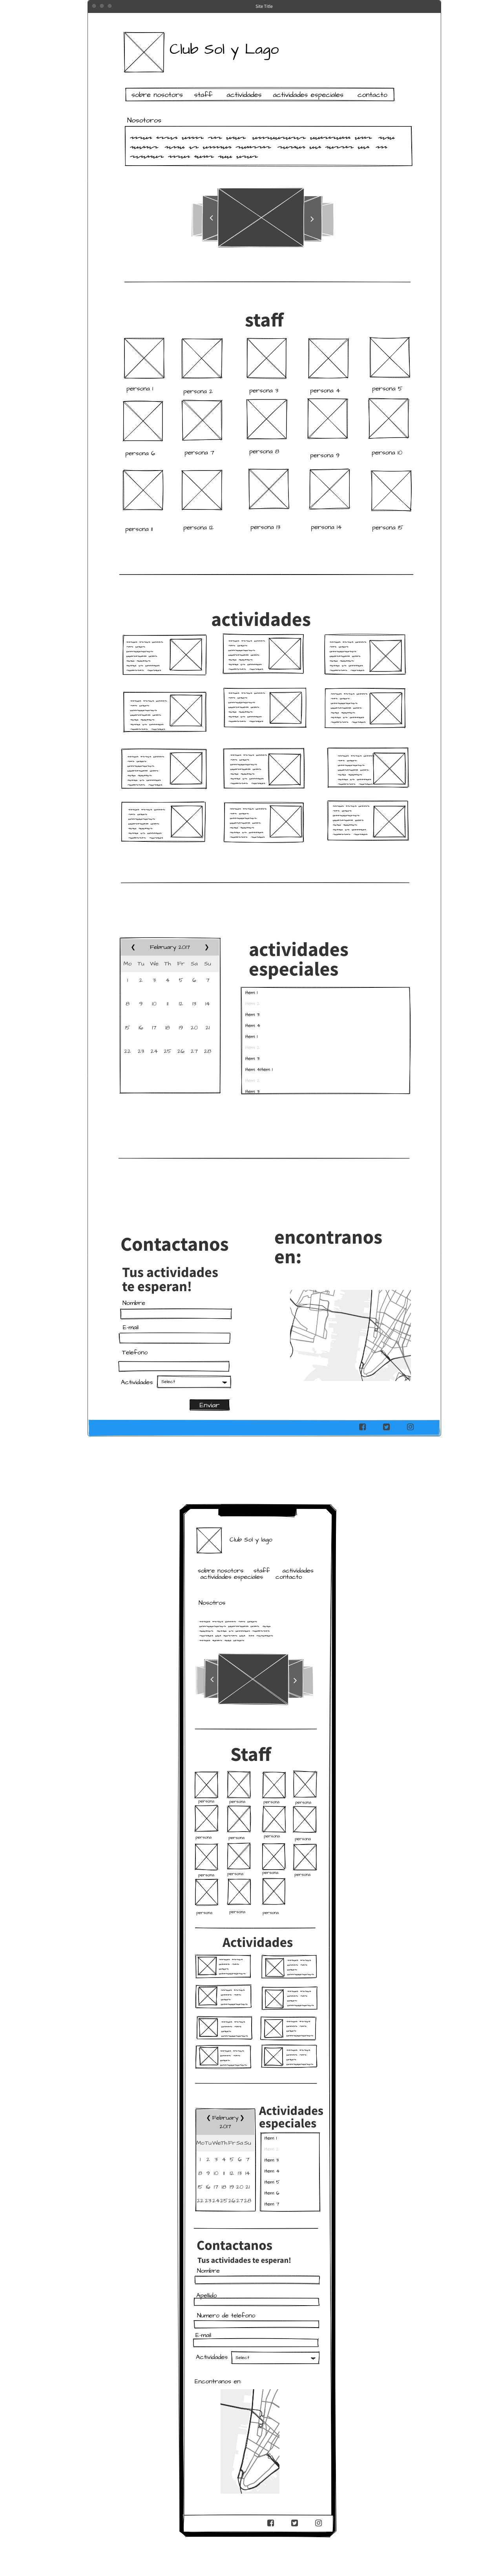 Site Title
Club Sol y Lago
sobre nosotors staff actividades actividades especiales contacto
Nosotoros
staff
persona 1 persona 2 persona 3 persona 4 persona 5
persona 6 persona 7 persona 8 persona 9 persona 10
persona 11 persona 12 persona 13 persona 14 persona 15
actividades
February 2017
Mo Tu We Th Fr Sa Su
1 2 3 4 5 6 7
8 9 10 11 12 13 14
15 16 17 18 19 20 21
22 23 24 25 26 27 28
actividades
especiales
Item 1
Item 2
Item 3
Item 4
Item 1
Item 2
Item 3
Item 4Item 1
Item 2
Item 3
Contactanos
Tus actividades
te esperan!
Nombre
E-mail
Telefono
Actividades Select
Enviar
encontranos
en:
Club Sol y lago
sobre nosotors staff actividades
actividades especiales contacto
Nosotros
Staff
persona persona persona persona
persona persona persona persona
persona persona persona persona
persona persona persona
Actividades
February
2017
Mo Tu We Th Fr Sa Su
1 2 3 4 5 6 7
8 9 10 11 12 13 14
15 16 17 18 19 20 21
22 23 24 25 26 27 28
Actividades
especiales
Item 1
Item 2
Item 3
Item 4
Item 5
Item 6
Item 7
Contactanos
Tus actividades te esperan!
Nombre
Apellido
Numero de telefono
E-mail
Actividades Select
Encontranos en